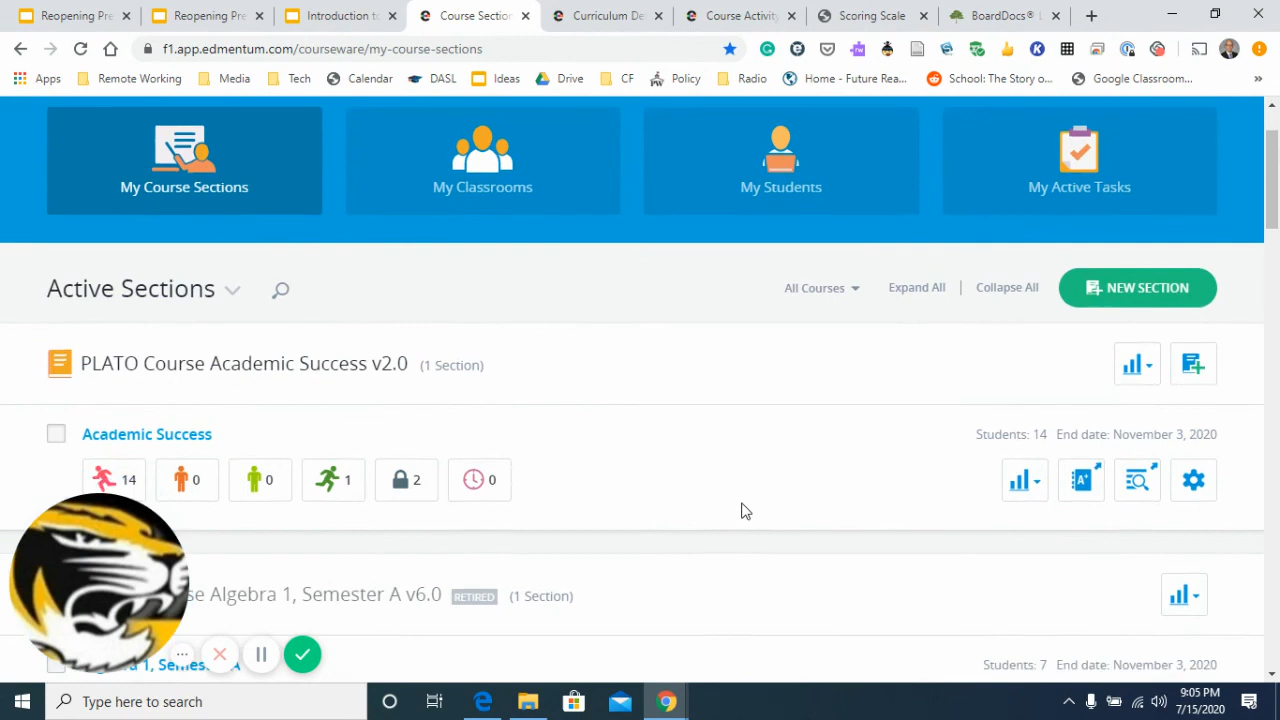 Reopening Pre
Reopening Pre
Introduction to
Course Section
Curriculum De
Course Activity
Scoring Scale
BoardDocs®
f1.app.edmentum.com/courseware/my-course-sections
Apps
Remote Working
Media
Tech
Calendar
DASL
Ideas
Drive
CF
Policy
Radio
Home - Future Rea...
School: The Story o...
Google Classroom...
»
My Course Sections
My Classrooms
My Students
My Active Tasks
Active Sections
All Courses
Expand All | Collapse All
NEW SECTION
PLATO Course Academic Success v2.0 (1 Section)
Academic Success
Students: 14 End date: November 3, 2020
14
0
0
1
2
0
A+
se Algebra 1, Semester A v6.0 RETIRED (1 Section)
Students: 7 End date: November 3, 2020
Type here to search
9:05 PM
7/15/2020